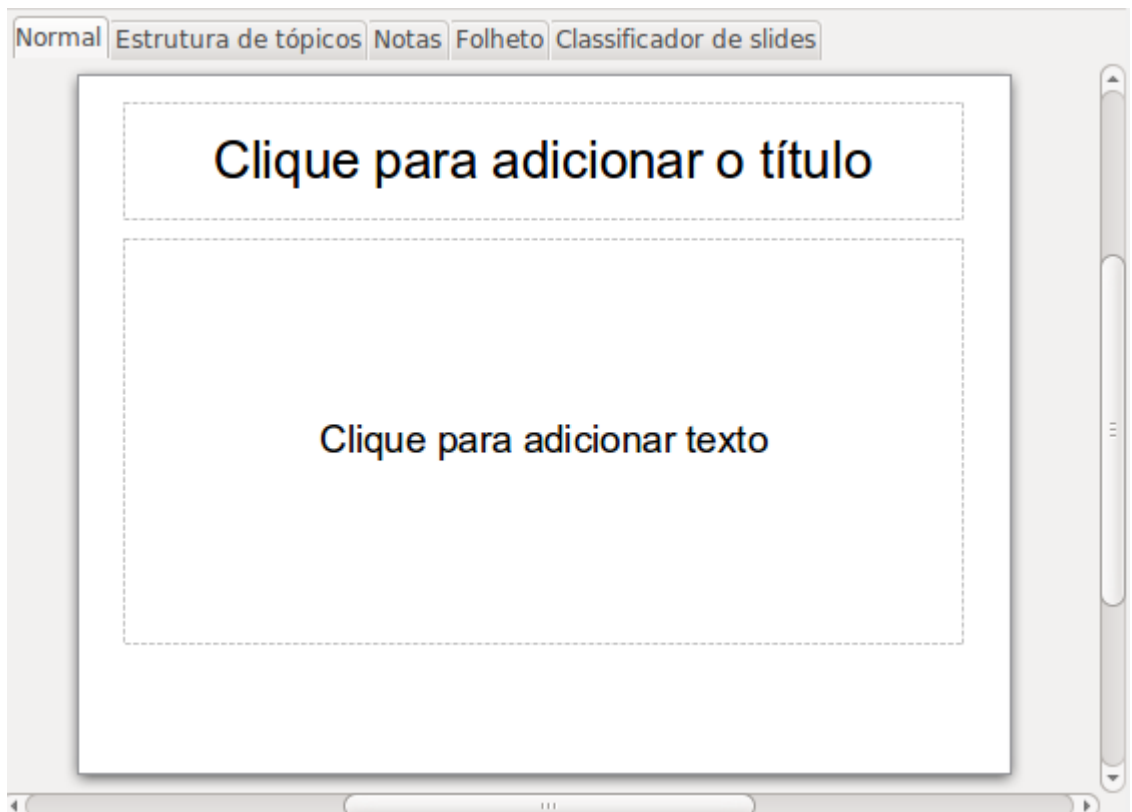 Normal Estrutura de tópicos Notas Folheto Classificador de slides
Clique para adicionar o título
Clique para adicionar texto